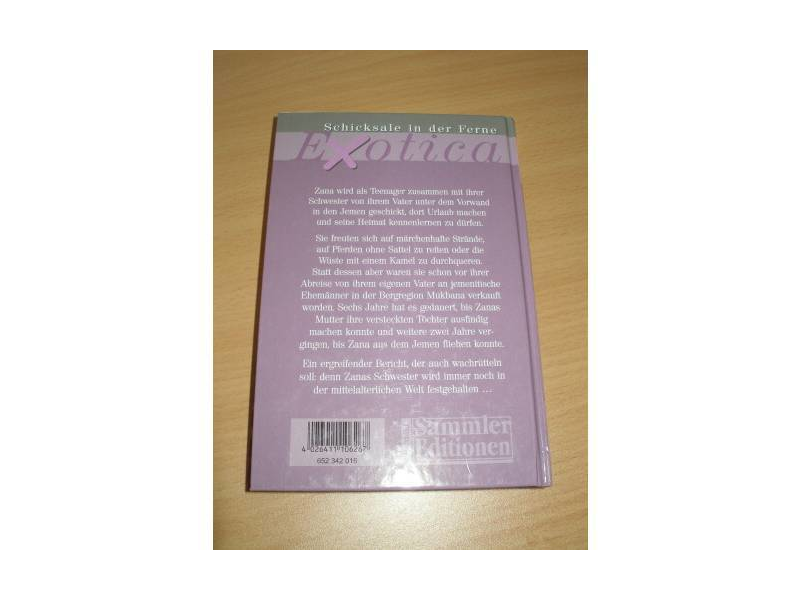 Schicksale in der Ferne
Exotica
Zana wird als Teenager zusammen mit ihrer
Schwester von ihrem Vater unter dem Vorwand
in den Jemen geschickt, dort Urlaub machen
und seine Heimat kennenlernen zu dürfen.
Sie freuten sich auf märchenhafte Strände,
auf Pferden ohne Sattel zu reiten oder die
Wüste mit einem Kamel zu durchqueren.
Statt dessen aber waren sie schon vor ihrer
Abreise von ihrem eigenen Vater an jemenitische
Ehemänner in der Bergregion Mukbana verkauft
worden. Sechs Jahre hat es gedauert, bis Zanas
Mutter ihre versteckten Töchter ausfindig
machen konnte und weitere zwei Jahre ver-
gingen, bis Zana aus dem Jemen fliehen konnte.
Ein ergreifender Bericht, der auch wachrütteln
soll: denn Zanas Schwester wird immer noch in
der mittelalterlichen Welt festgehalten ...
Sammler
Editionen
4 026411 106267
652 342 015